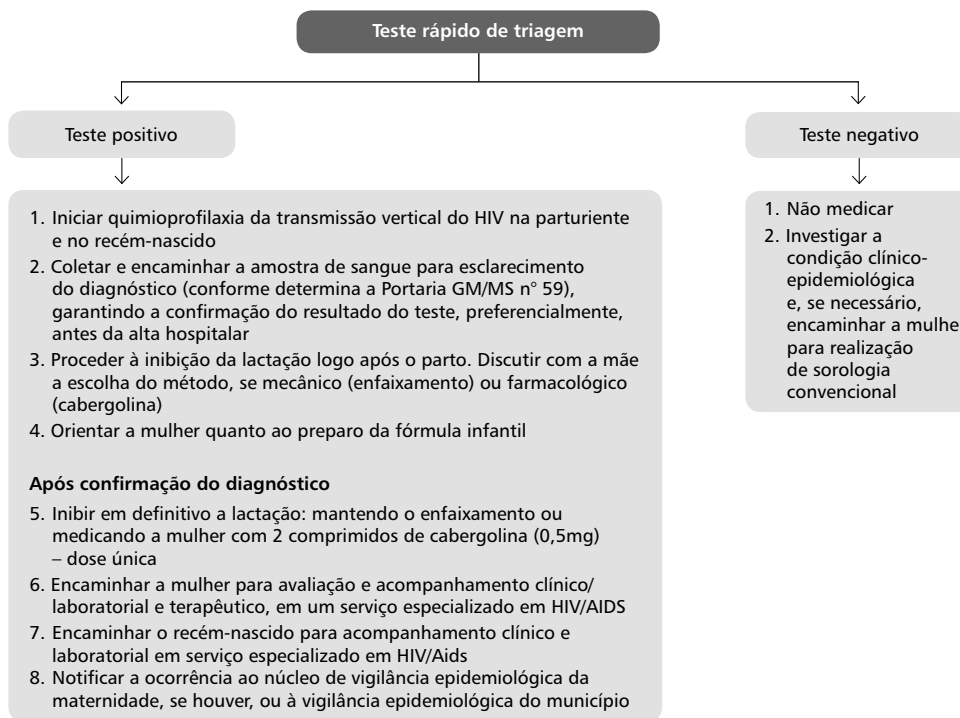 Teste rápido de triagem
Teste positivo
1. Iniciar quimioprofilaxia da transmissão vertical do HIV na parturiente
e no recém-nascido
2. Coletar e encaminhar a amostra de sangue para esclarecimento
do diagnóstico (conforme determina a Portaria GM/MS n° 59),
garantindo a confirmação do resultado do teste, preferencialmente,
antes da alta hospitalar
3. Proceder à inibição da lactação logo após o parto. Discutir com a mãe
a escolha do método, se mecânico (enfaixamento) ou farmacológico
(cabergolina)
4. Orientar a mulher quanto ao preparo da fórmula infantil
Após confirmação do diagnóstico
5. Inibir em definitivo a lactação: mantendo o enfaixamento ou
medicando a mulher com 2 comprimidos de cabergolina (0,5mg)
– dose única
6. Encaminhar a mulher para avaliação e acompanhamento clínico/
laboratorial e terapêutico, em um serviço especializado em HIV/AIDS
7. Encaminhar o recém-nascido para acompanhamento clínico e
laboratorial em serviço especializado em HIV/Aids
8. Notificar a ocorrência ao núcleo de vigilância epidemiológica da
maternidade, se houver, ou à vigilância epidemiológica do município
Teste negativo
1. Não medicar
2. Investigar a
condição clínico-
epidemiológica
e, se necessário,
encaminhar a mulhe
para realização
de sorologia
convencional